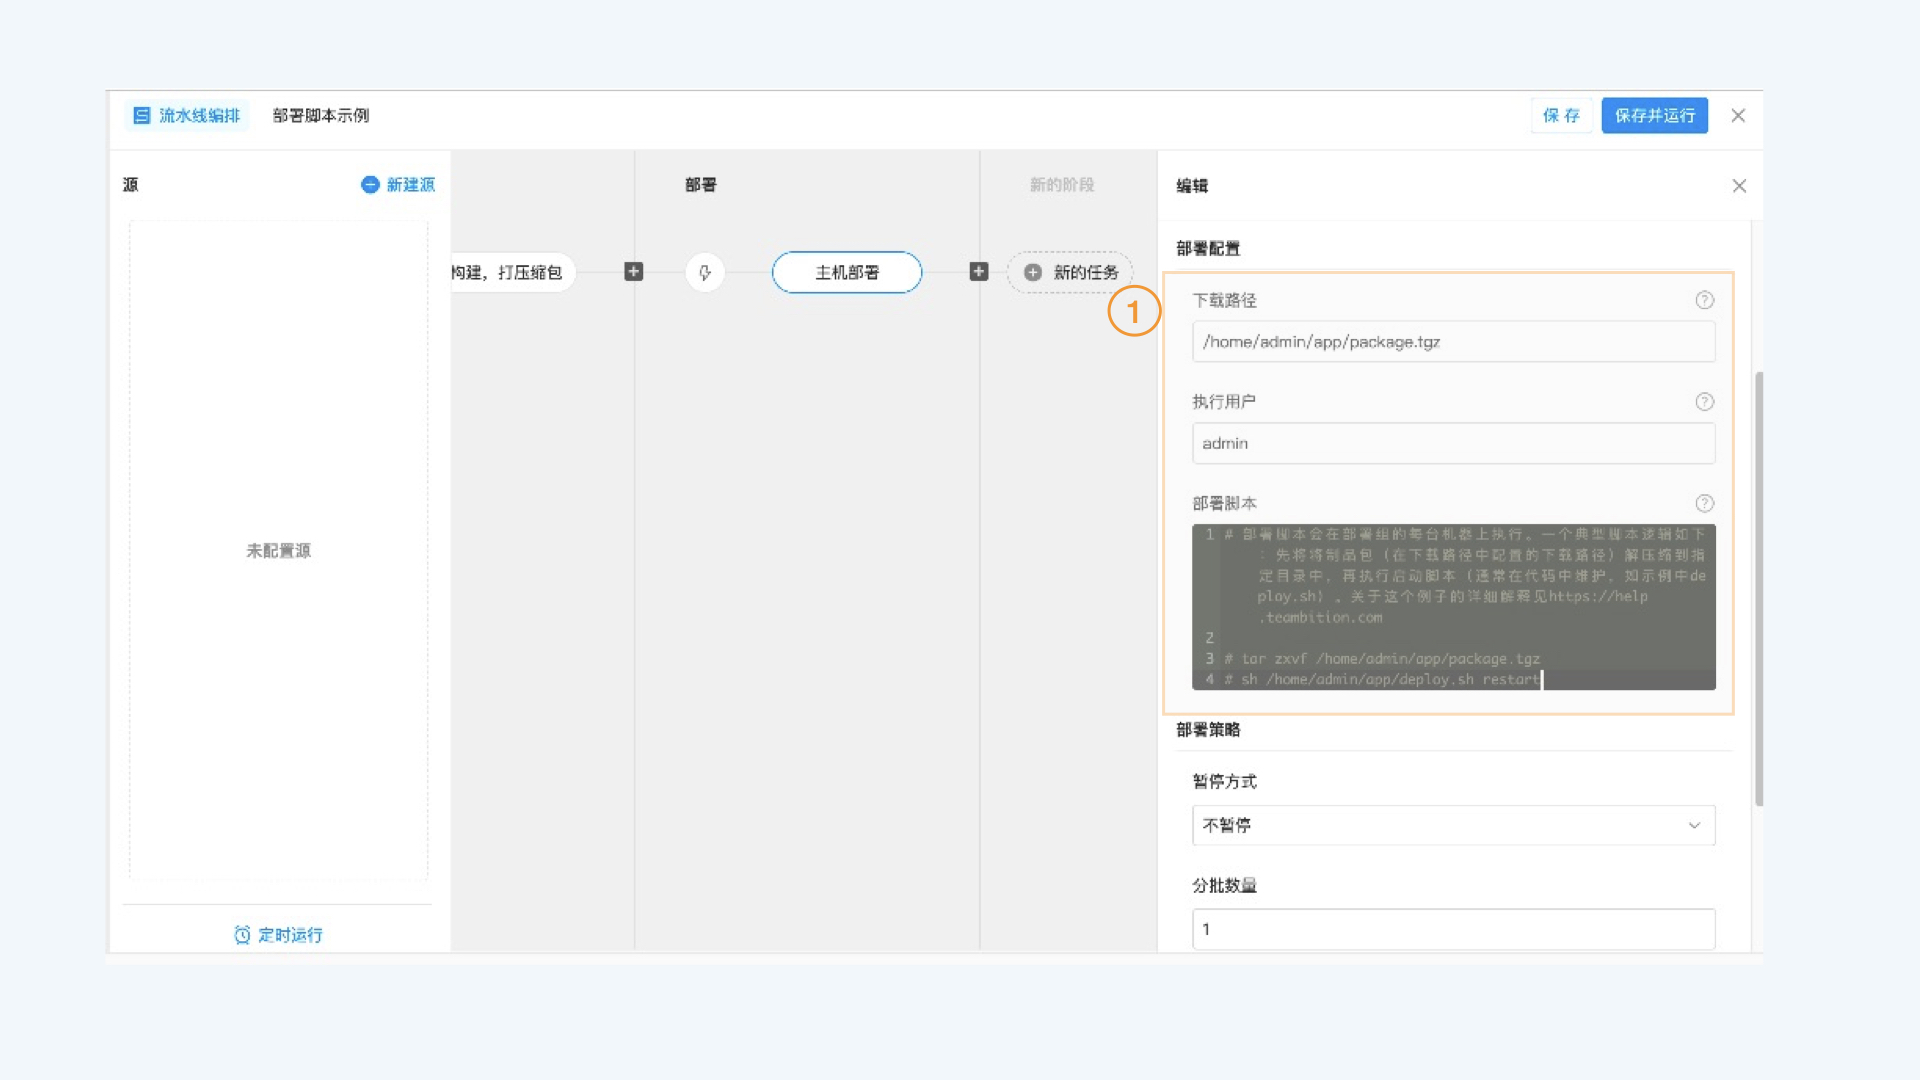 流水线编排
部署脚本示例
保 存
保存并运行
源
新建源
部署
新的阶段
编辑
部署配置
构建，打压缩包
主机部署
新的任务
1
下载路径
/home/admin/app/package.tgz
执行用户
admin
部署脚本
1 # 部署脚本会在部署组的每台机器上执行。一个典型脚本逻辑如下
：先将将制品包（在下载路径中配置的下载路径）解压缩到指
定目录中，再执行启动脚本（通常在代码中维护，如示例中de
ploy.sh）。关于这个例子的详细解释见https://help
.teambition.com
2
3 # tar zxvf /home/admin/app/package.tgz
4 # sh /home/admin/app/deploy.sh restart
未配置源
部署策略
暂停方式
不暂停
分批数量
1
定时运行